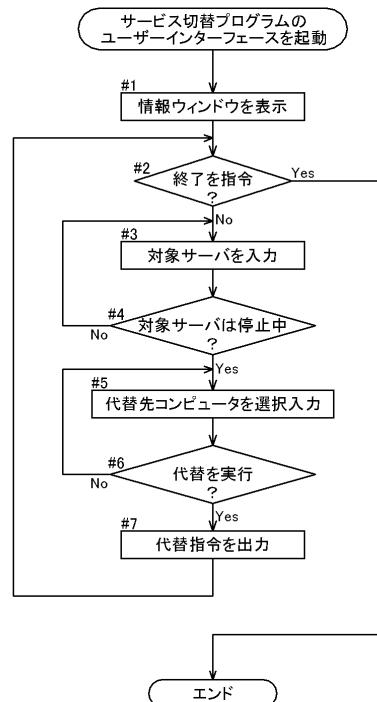 サービス切替プログラムの
ユーザーインターフェースを起動
#1
情報ウィンドウを表示
#2
終了を指令
?
Yes
No
#3
対象サーバを入力
#4
対象サーバは停止中
?
No
Yes
#5
代替先コンピュータを選択入力
#6
代替を実行
?
No
Yes
#7
代替指令を出力
エンド